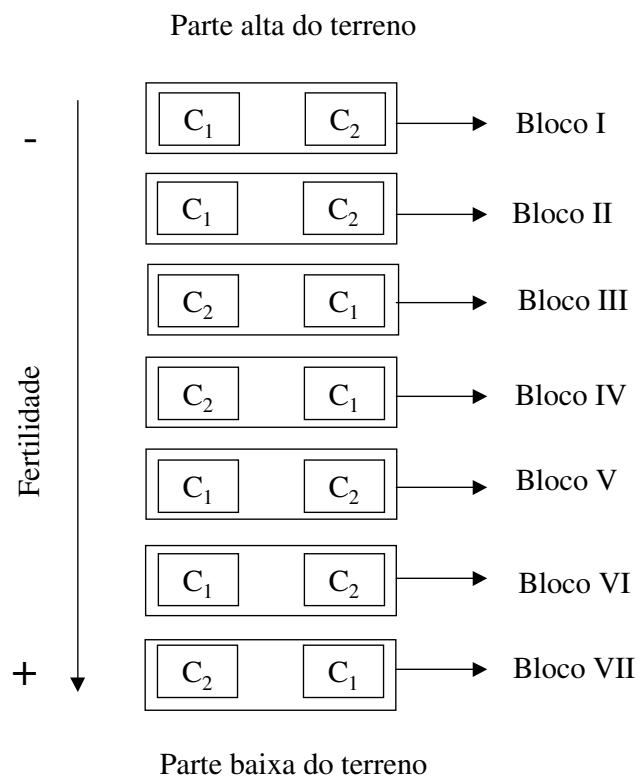 Parte alta do terreno
- C₁ C₂ Bloco I
C₁ C₂ Bloco II
C₂ C₁ Bloco III
C₂ C₁ Bloco IV
Fertilidade
C₁ C₂ Bloco V
C₁ C₂ Bloco VI
+ C₂ C₁ Bloco VII
Parte baixa do terreno